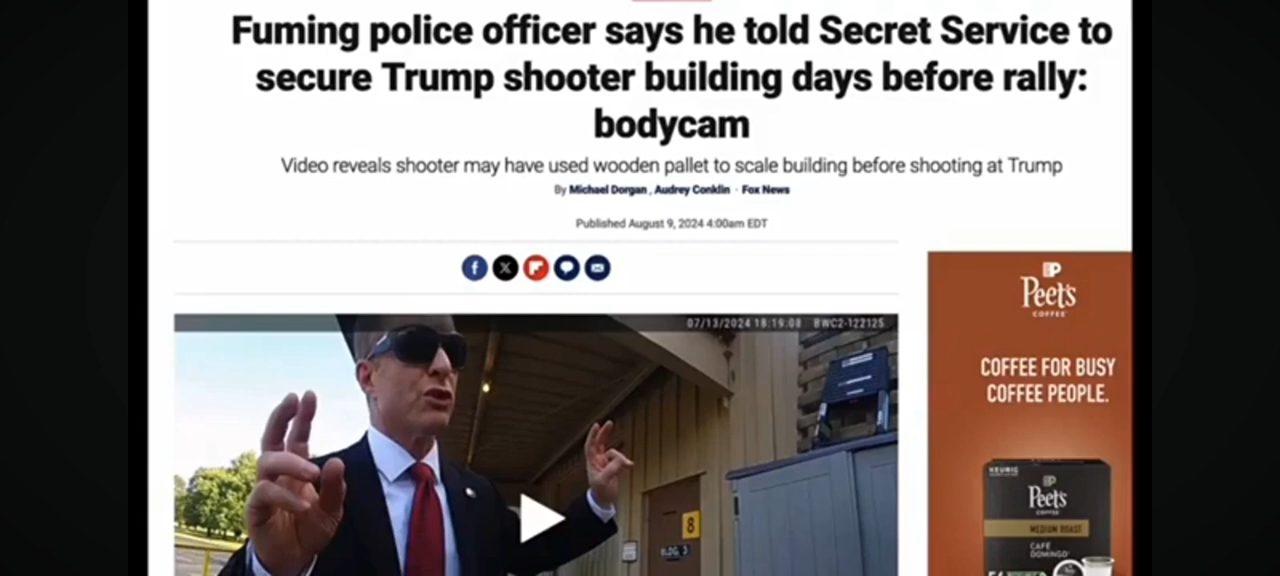 Fuming police officer says he told Secret Service to
secure Trump shooter building days before rally:
bodycam
Video reveals shooter may have used wooden pallet to scale building before shooting at Trump
By Michael Dorgan , Audrey Conklin · Fox News
Published August 9, 2024 4:00am EDT
07/13/2024 18:19:08 BWC2-122125
8
BLDG. 3
Peet's
COFFEE
COFFEE FOR BUSY
COFFEE PEOPLE.
KEURIG
Peet's
COFFEE
MEDIUM ROAST
CAFÉ
DOMINGO